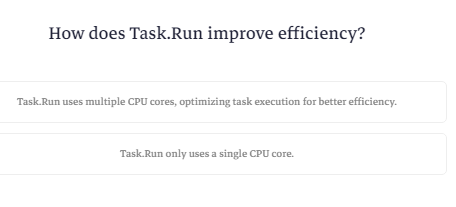 How does Task.Run improve efficiency?
Task.Run uses multiple CPU cores, optimizing task execution for better efficiency.
Task.Run only uses a single CPU core.